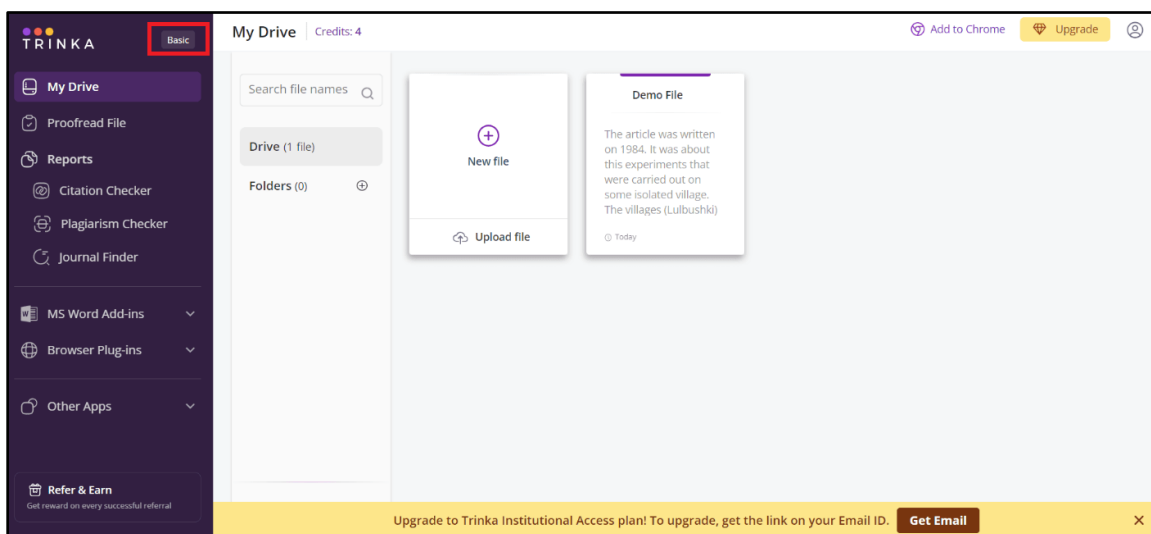 TRINKA
Basic
My Drive
Proofread File
Reports
Citation Checker
Plagiarism Checker
Journal Finder
MS Word Add-ins
Browser Plug-ins
Other Apps
Refer & Earn
Get reward on every successful referral
My Drive Credits: 4
Add to Chrome
Upgrade
Search file names
Drive (1 file)
Folders (0)
New file
Upload file
Demo File
The article was written
on 1984. It was about
this experiments that
were carried out on
some isolated village.
The villages (Lulbushki)
Today
Upgrade to Trinka Institutional Access plan! To upgrade, get the link on your Email ID. Get Email